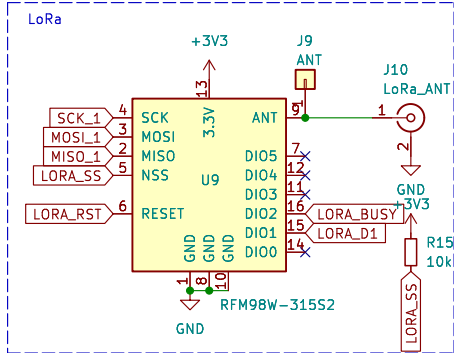 LoRa
+3V3
J9
ANT
J10
LoRa_ANT
13
3.3V
1
SCK_1 4 SCK ANT 9 1
MOSI_1 3 MOSI
MISO_1 2 MISO DIO5 7
2
LORA_SS 5 NSS DIO4 12
U9 DIO3 11
GND
LORA_RST 6 RESET DIO2 16 LORA_BUSY
+3V3
DIO1 15 LORA_D1
DIO0 14
R15
10k
GND GND GND
1 8 10
RFM98W-315S2
GND
LORA_SS